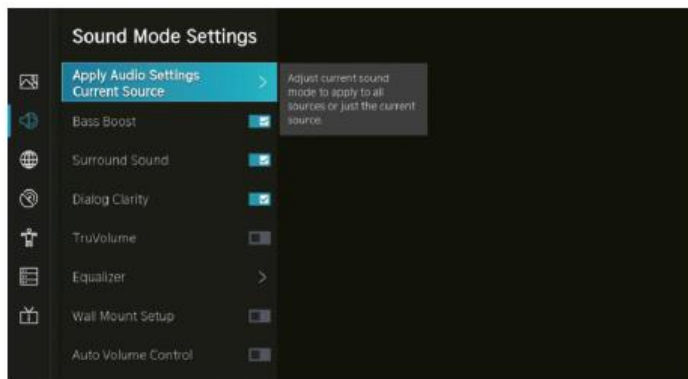 Sound Mode Settings
Apply Audio Settings
Current Source
Adjust current sound
mode to apply to all
sources or just the current
source.
Bass Boost
Surround Sound
Dialog Clarity
TruVolume
Equalizer
Wall Mount Setup
Auto Volume Control